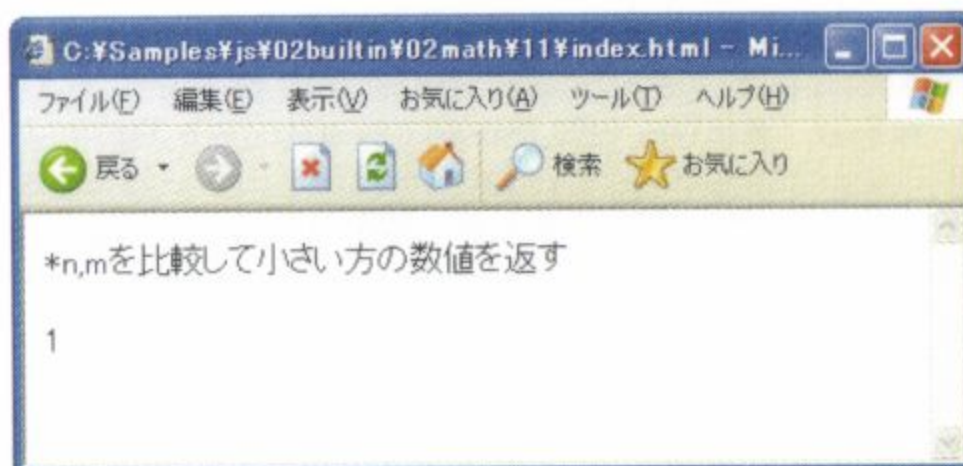 C:¥Samples¥js¥02builtin¥02math¥11¥index.html - Mi...
ファイル(F) 編集(E) 表示(V) お気に入り(A) ツール(T) ヘルプ(H)
戻る 検索 お気に入り
*n,mを比較して小さい方の数値を返す
1